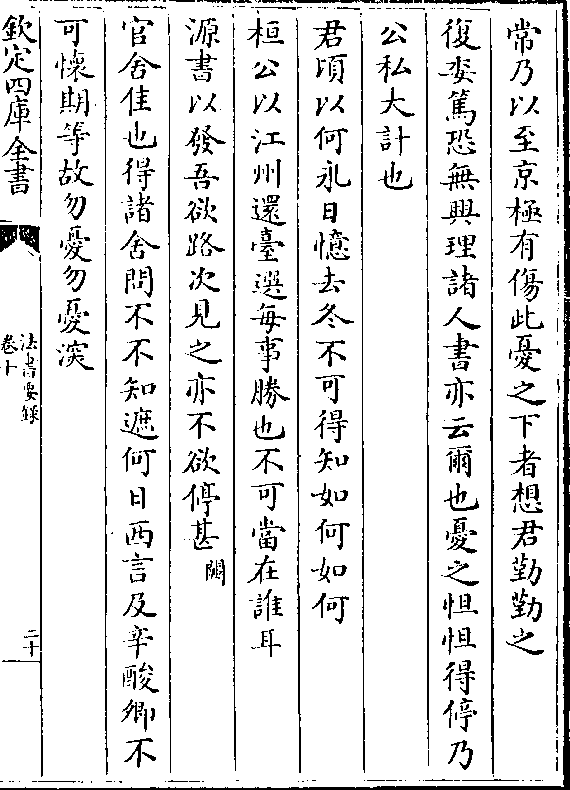 常乃以至京極有傷此憂之下者想君勤勤之
復委篤恐無興理諸人書亦云爾也憂之怛怛得停乃
公私大計也
君頃以何永日憶去冬不可得知如何如何
桓公以江州還臺選每事勝也不可當在誰耳
源書以發吾欲路次見之亦不欲停甚闕
官舍佳也得諸舍問不不知遮何日西言及辛酸卿不
可懷期等故勿憂勿憂渙
欽定四庫全書
法書要錄
卷十
二十